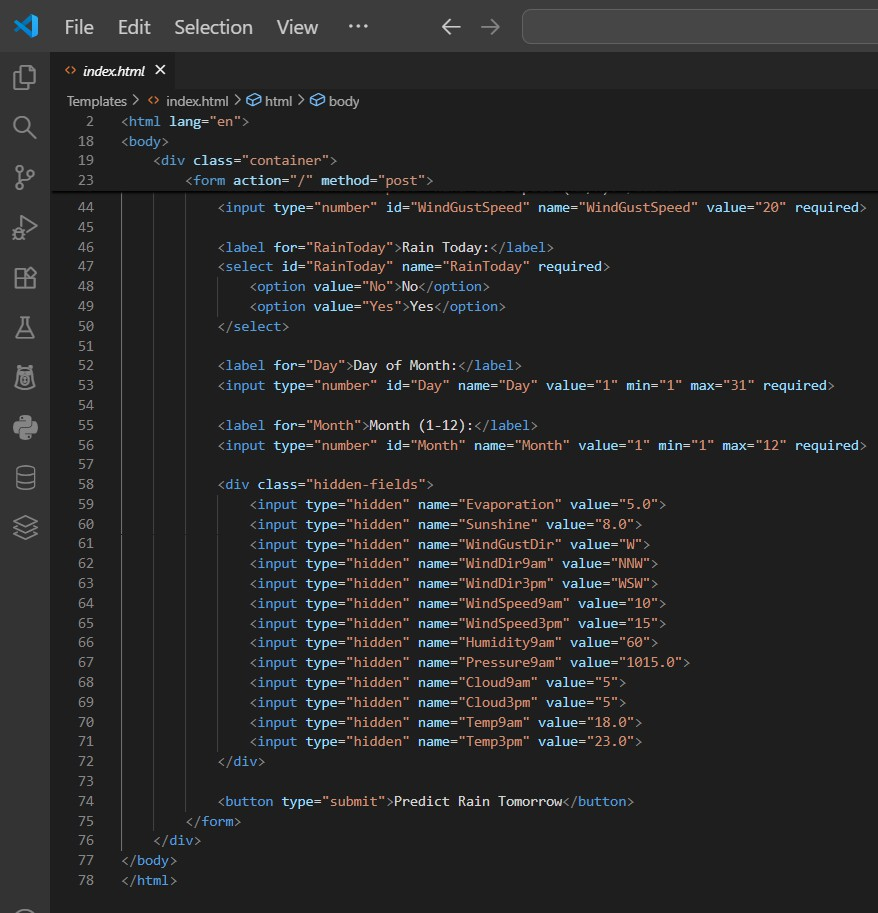 File Edit Selection View ...
index.html
Templates > index.html > html > body
2 <html lang="en">
18 <body>
19 <div class="container">
23 <form action="/" method="post">
44 <input type="number" id="WindGustSpeed" name="WindGustSpeed" value="20" required>
45
46 <label for="RainToday">Rain Today:</label>
47 <select id="RainToday" name="RainToday" required>
48 <option value="No">No</option>
49 <option value="Yes">Yes</option>
50 </select>
51
52 <label for="Day">Day of Month:</label>
53 <input type="number" id="Day" name="Day" value="1" min="1" max="31" required>
54
55 <label for="Month">Month (1-12):</label>
56 <input type="number" id="Month" name="Month" value="1" min="1" max="12" required>
57
58 <div class="hidden-fields">
59 <input type="hidden" name="Evaporation" value="5.0">
60 <input type="hidden" name="Sunshine" value="8.0">
61 <input type="hidden" name="WindGustDir" value="W">
62 <input type="hidden" name="WindDir9am" value="NNW">
63 <input type="hidden" name="WindDir3pm" value="WSW">
64 <input type="hidden" name="WindSpeed9am" value="10">
65 <input type="hidden" name="WindSpeed3pm" value="15">
66 <input type="hidden" name="Humidity9am" value="60">
67 <input type="hidden" name="Pressure9am" value="1015.0">
68 <input type="hidden" name="Cloud9am" value="5">
69 <input type="hidden" name="Cloud3pm" value="5">
70 <input type="hidden" name="Temp9am" value="18.0">
71 <input type="hidden" name="Temp3pm" value="23.0">
72 </div>
73
74 <button type="submit">Predict Rain Tomorrow</button>
75 </form>
76 </div>
77 </body>
78 </html>